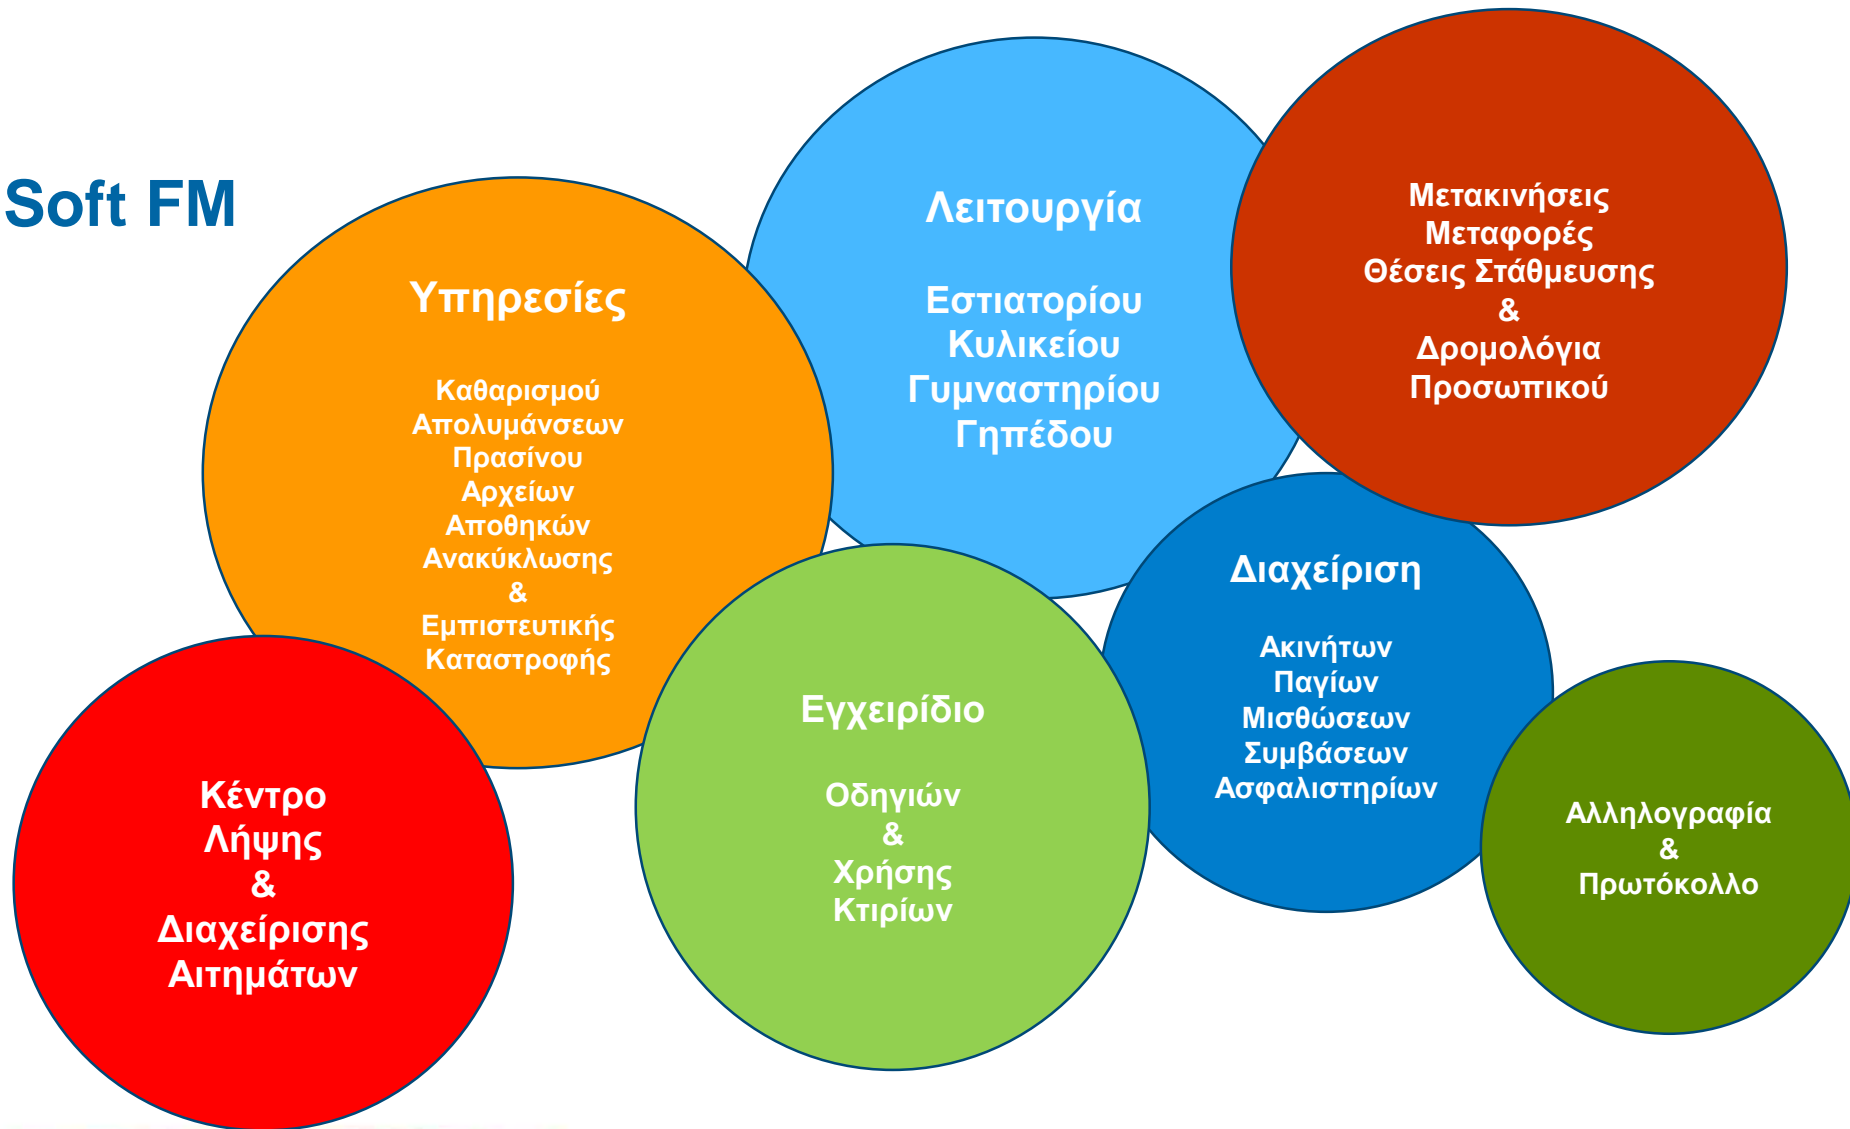 Soft FM
Υπηρεσίες
Καθαρισμού
Απολυμάνσεων
Πρασίνου
Αρχείων
Αποθηκών
Ανακύκλωσης
&
Εμπιστευτικής
Καταστροφής
Λειτουργία
Εστιατορίου
Κυλικείου
Γυμναστηρίου
Γηπέδου
Μετακινήσεις
Μεταφορές
Θέσεις Στάθμευσης
&
Δρομολόγια
Προσωπικού
Κέντρο
Λήψης
&
Διαχείρισης
Αιτημάτων
Εγχειρίδιο
Οδηγιών
&
Χρήσης
Κτιρίων
Διαχείριση
Ακινήτων
Παγίων
Μισθώσεων
Συμβάσεων
Ασφαλιστηρίων
Αλληλογραφία
&
Πρωτόκολλο